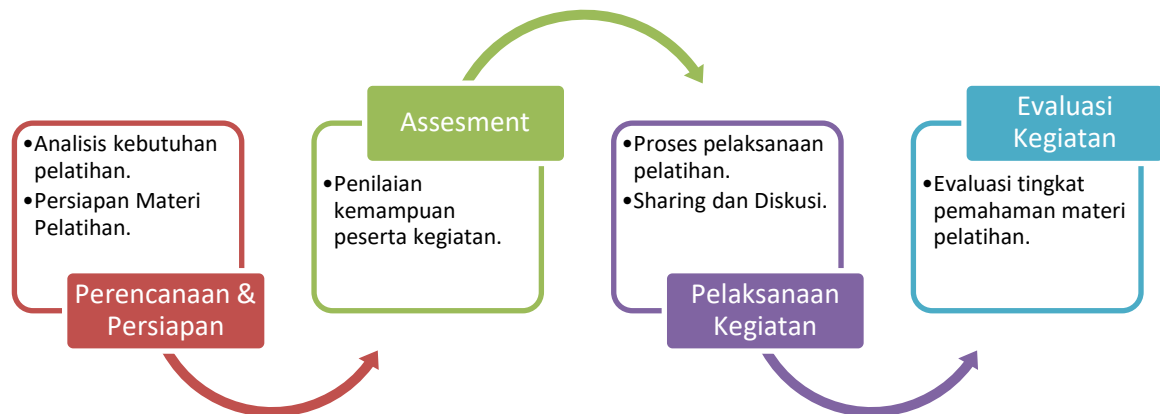 •Analisis kebutuhan
pelatihan.
•Persiapan Materi
Pelatihan.
Perencanaan &
Persiapan
Assesment
•Penilaian
kemampuan
peserta kegiatan.
•Proses pelaksanaan
pelatihan.
•Sharing dan Diskusi.
Pelaksanaan
Kegiatan
Evaluasi
Kegiatan
•Evaluasi tingkat
pemahaman materi
pelatihan.